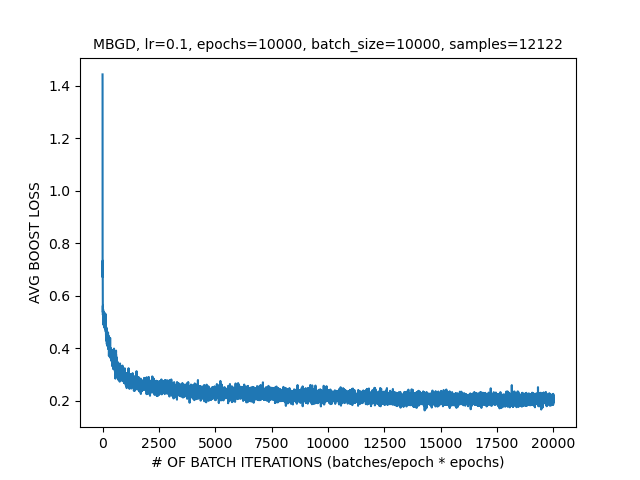 MBGD, lr=0.1, epochs=10000, batch_size=10000, samples=12122
1.4
1.2
1.0
0.8
0.6
0.4
0.2
AVG BOOST LOSS
0 2500 5000 7500 10000 12500 15000 17500 20000
# OF BATCH ITERATIONS (batches/epoch * epochs)